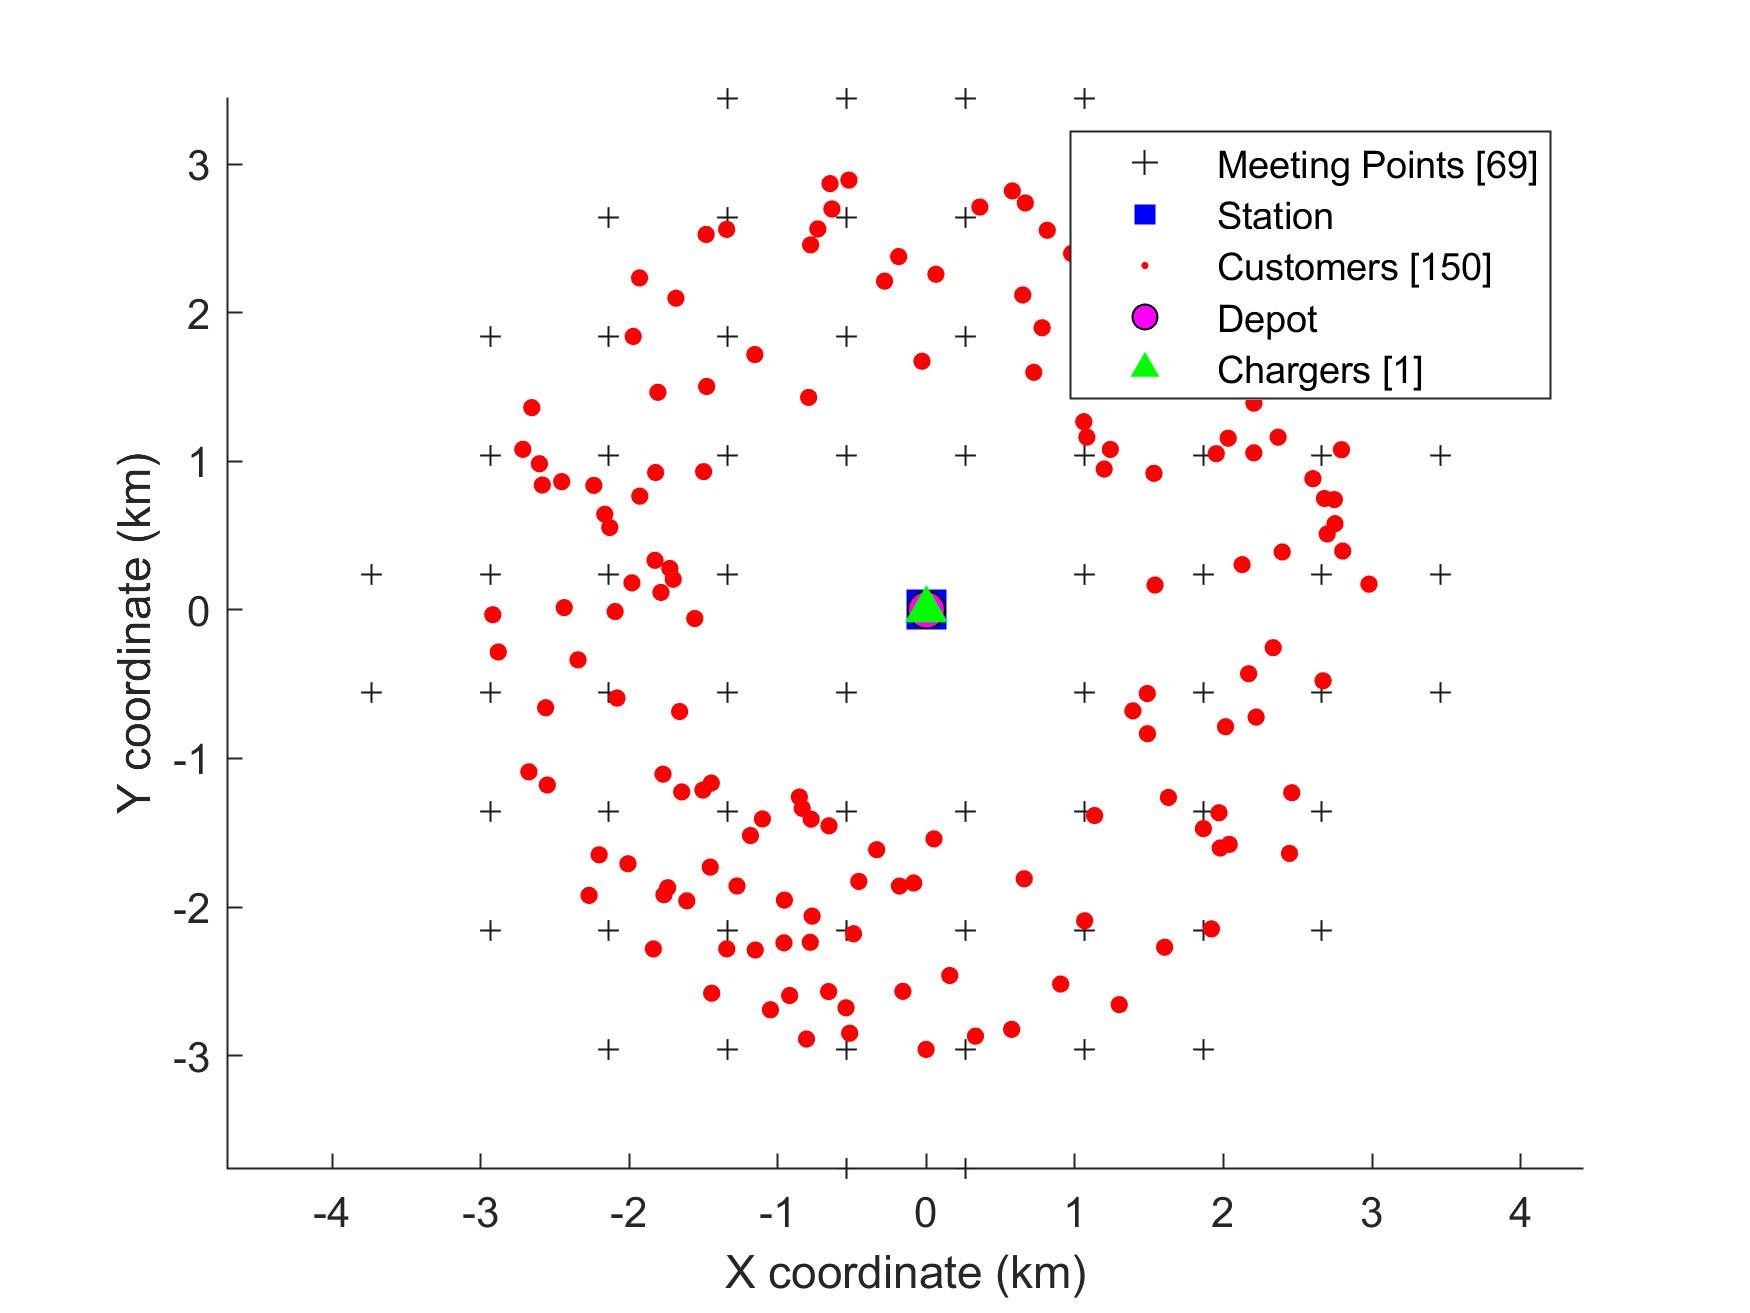 Meeting Points [69]
Station
Customers [150]
Depot
Chargers [1]
3
2
1
0
-1
-2
-3
Y coordinate (km)
-4 -3 -2 -1 0 1 2 3 4
X coordinate (km)